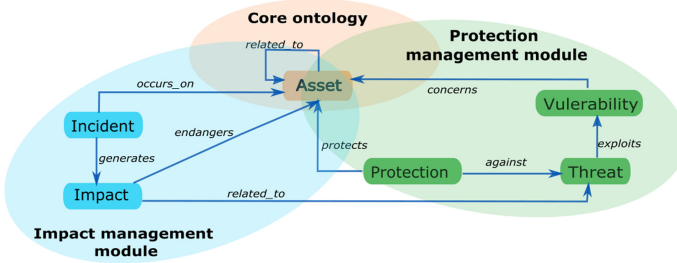 Core ontology
Protection
management module
related_to
Asset
occurs_on
concerns
Vulerability
Incident
endangers
generates
protects
exploits
Protection
against
Threat
Impact
related_to
Impact management
module